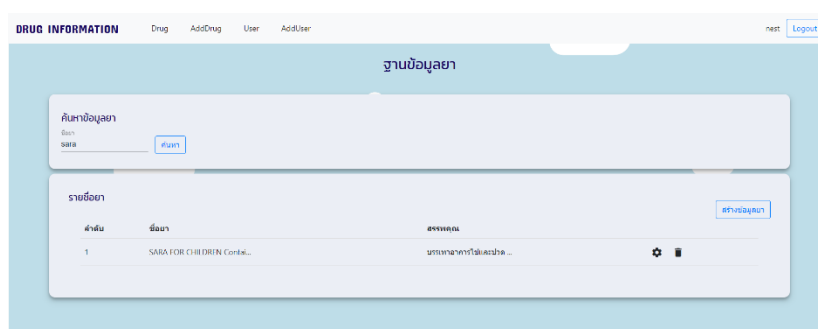 DRUG INFORMATION Drug AddDrug User AddUser nest Logout
ฐานข้อมูลยา
ค้นหาข้อมูลยา
ชื่อยา
sara ค้นหา
รายชื่อยา
สร้างข้อมูลยา
ลำดับ ชื่อยา สรรพคุณ
1 SARA FOR CHILDREN Contai... บรรเทาอาการไข้และปวด ...